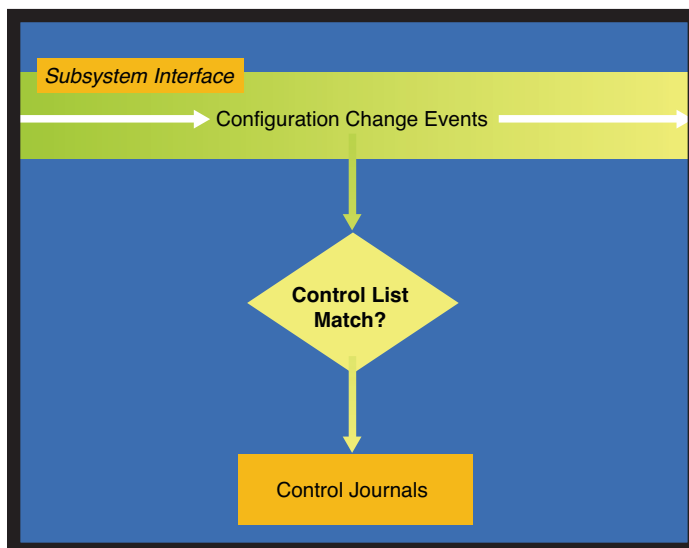 Subsystem Interface
Configuration Change Events
Control List
Match?
Control Journals